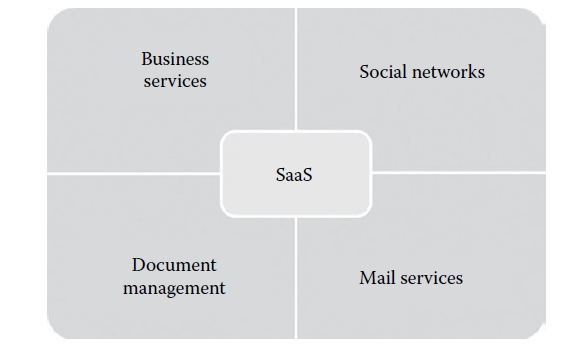 Business
services
Social networks
SaaS
Document
management
Mail services